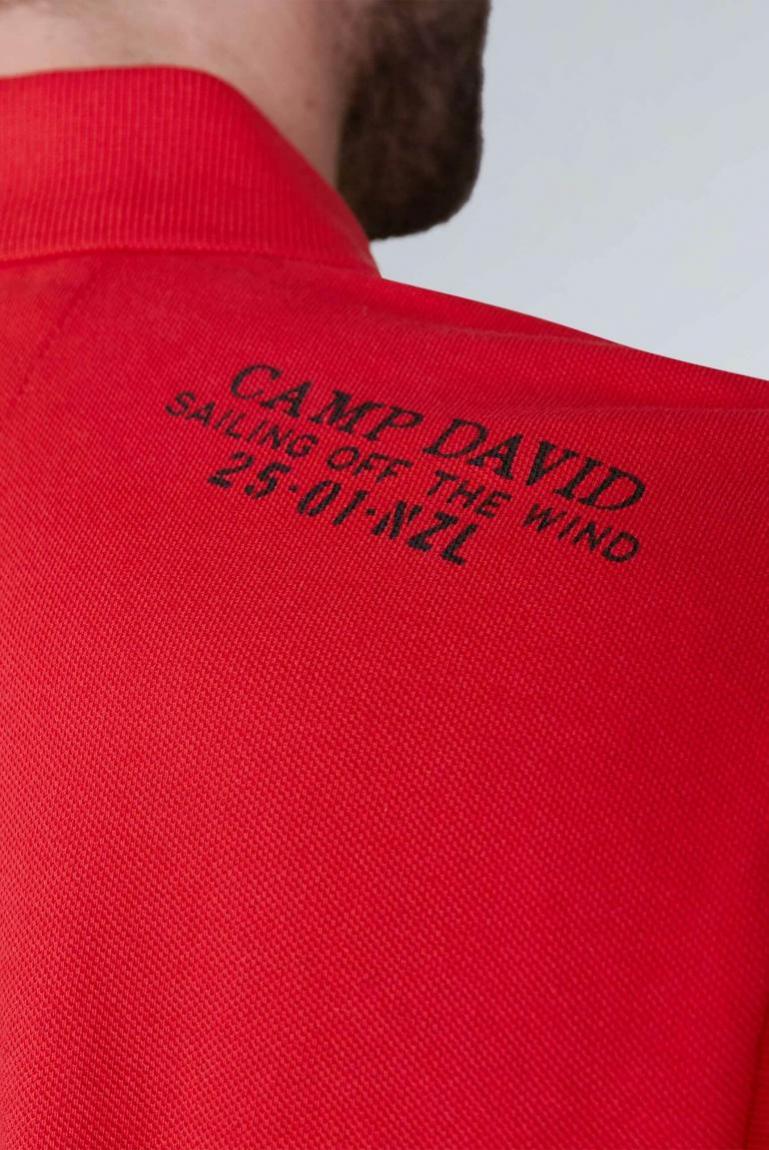 CAMP DAVID
SAILING OFF THE WIND
25-01-NZL